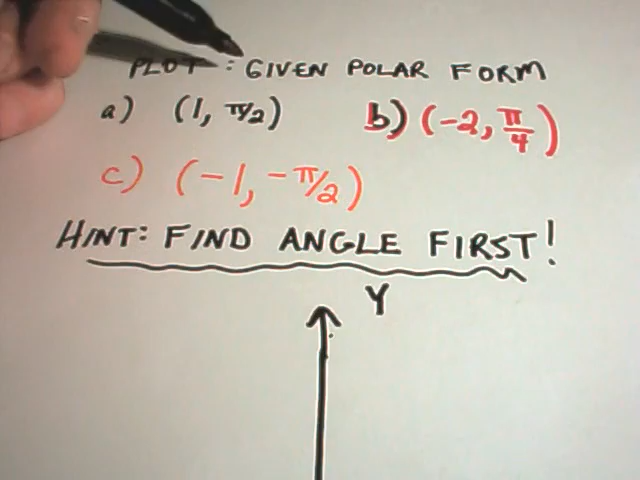 PLOT : GIVEN POLAR FORM
a) (1, π/2) b) (-2, π/4)
c) (-1, -π/2)
HINT: FIND ANGLE FIRST!
Y